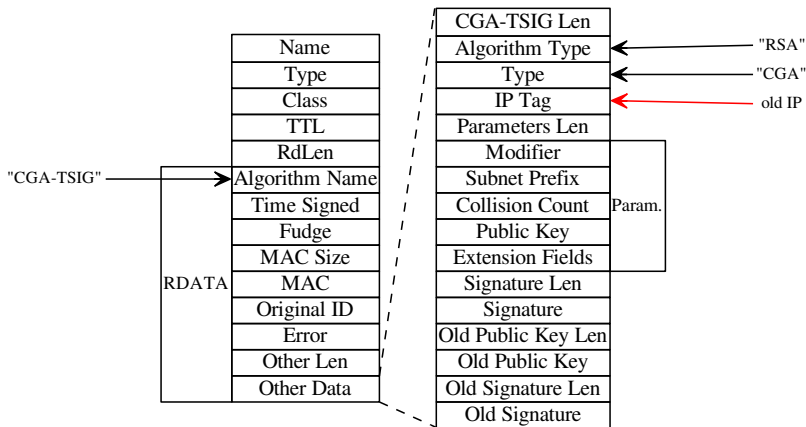 "CGA-TSIG"
RDATA
Name
Type
Class
TTL
RdLen
Algorithm Name
Time Signed
Fudge
MAC Size
MAC
Original ID
Error
Other Len
Other Data
CGA-TSIG Len
Algorithm Type
Type
IP Tag
Parameters Len
Modifier
Subnet Prefix
Collision Count
Public Key
Extension Fields
Signature Len
Signature
Old Public Key Len
Old Public Key
Old Signature Len
Old Signature
"RSA"
"CGA"
old IP
Param.